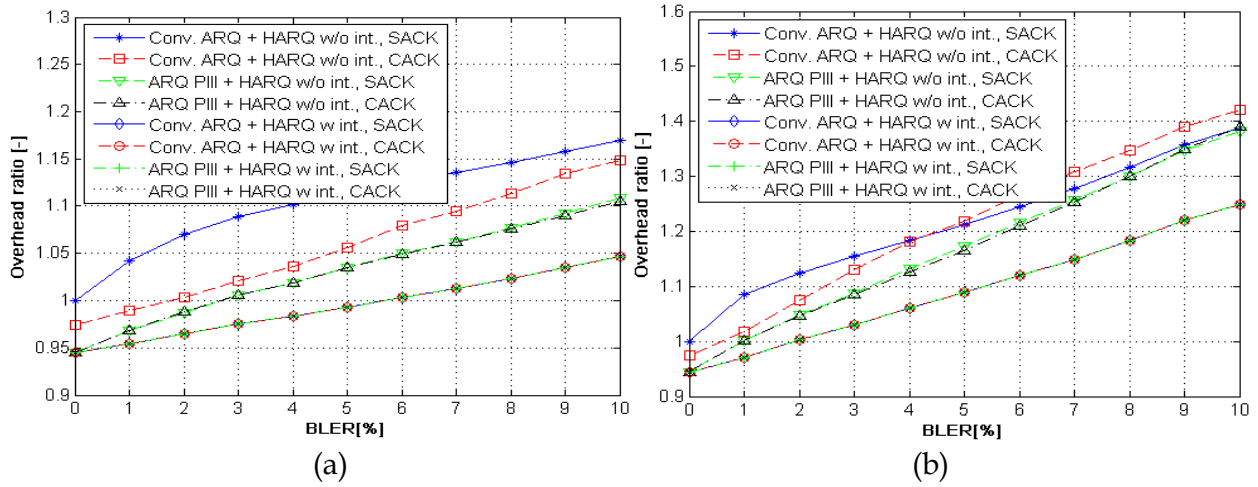 1.3
1.25
1.2
1.15
1.1
1.05
1
0.95
0.9
Overhead ratio [-]
Conv. ARQ + HARQ w/o int., SACK
Conv. ARQ + HARQ w/o int., CACK
ARQ PIII + HARQ w/o int., SACK
ARQ PIII + HARQ w/o int., CACK
Conv. ARQ + HARQ w int., SACK
Conv. ARQ + HARQ w int., CACK
ARQ PIII + HARQ w int., SACK
ARQ PIII + HARQ w int., CACK
0 1 2 3 4 5 6 7 8 9 10
BLER[%]
(a)
1.6
1.5
1.4
1.3
1.2
1.1
1
0.9
Overhead ratio [-]
Conv. ARQ + HARQ w/o int., SACK
Conv. ARQ + HARQ w/o int., CACK
ARQ PIII + HARQ w/o int., SACK
ARQ PIII + HARQ w/o int., CACK
Conv. ARQ + HARQ w int., SACK
Conv. ARQ + HARQ w int., CACK
ARQ PIII + HARQ w int., SACK
ARQ PIII + HARQ w int., CACK
0 1 2 3 4 5 6 7 8 9 10
BLER[%]
(b)